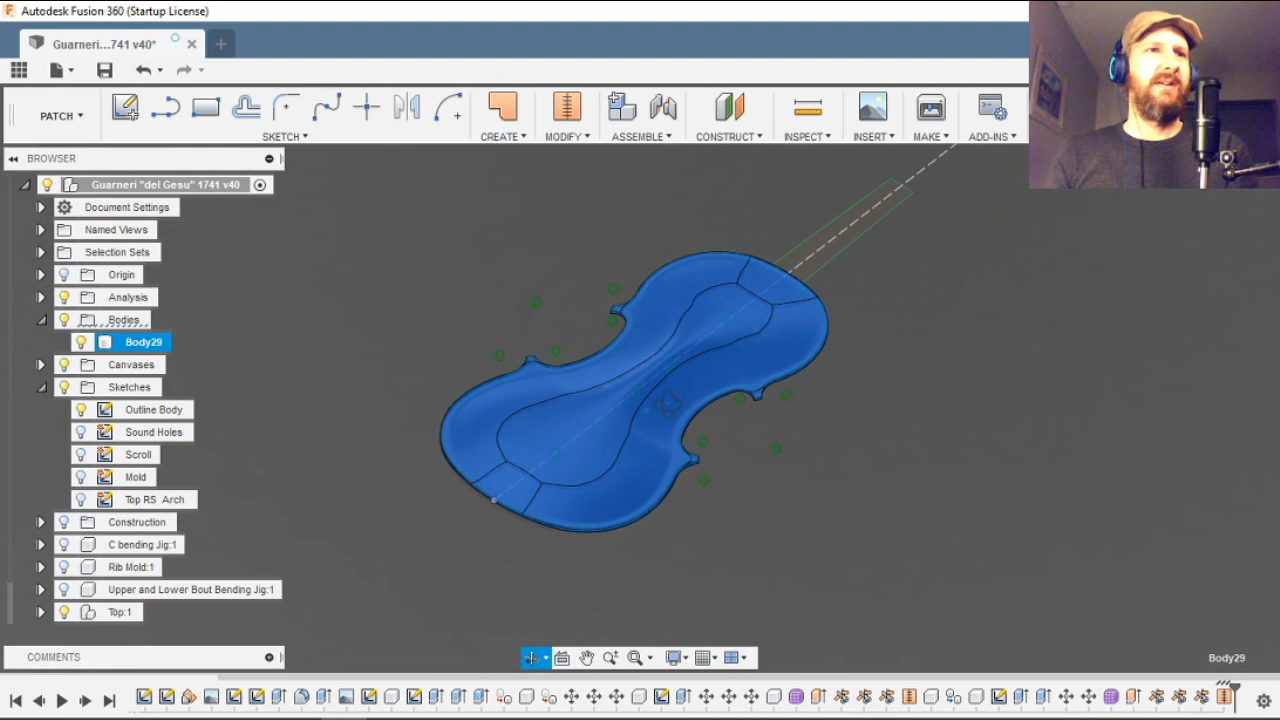 Autodesk Fusion 360 (Startup License)
Guarneri...741 v40*
PATCH
SKETCH
CREATE
MODIFY
ASSEMBLE
CONSTRUCT
INSPECT
INSERT
MAKE
ADD-INS
BROWSER
Guarneri "del Gesu" 1741 v40
Document Settings
Named Views
Selection Sets
Origin
Analysis
Bodies
Body29
Canvases
Sketches
Outline Body
Sound Holes
Scroll
Mold
Top RS Arch
Construction
C bending Jig:1
Rib Mold:1
Upper and Lower Bout Bending Jig:1
Top:1
COMMENTS
Body29